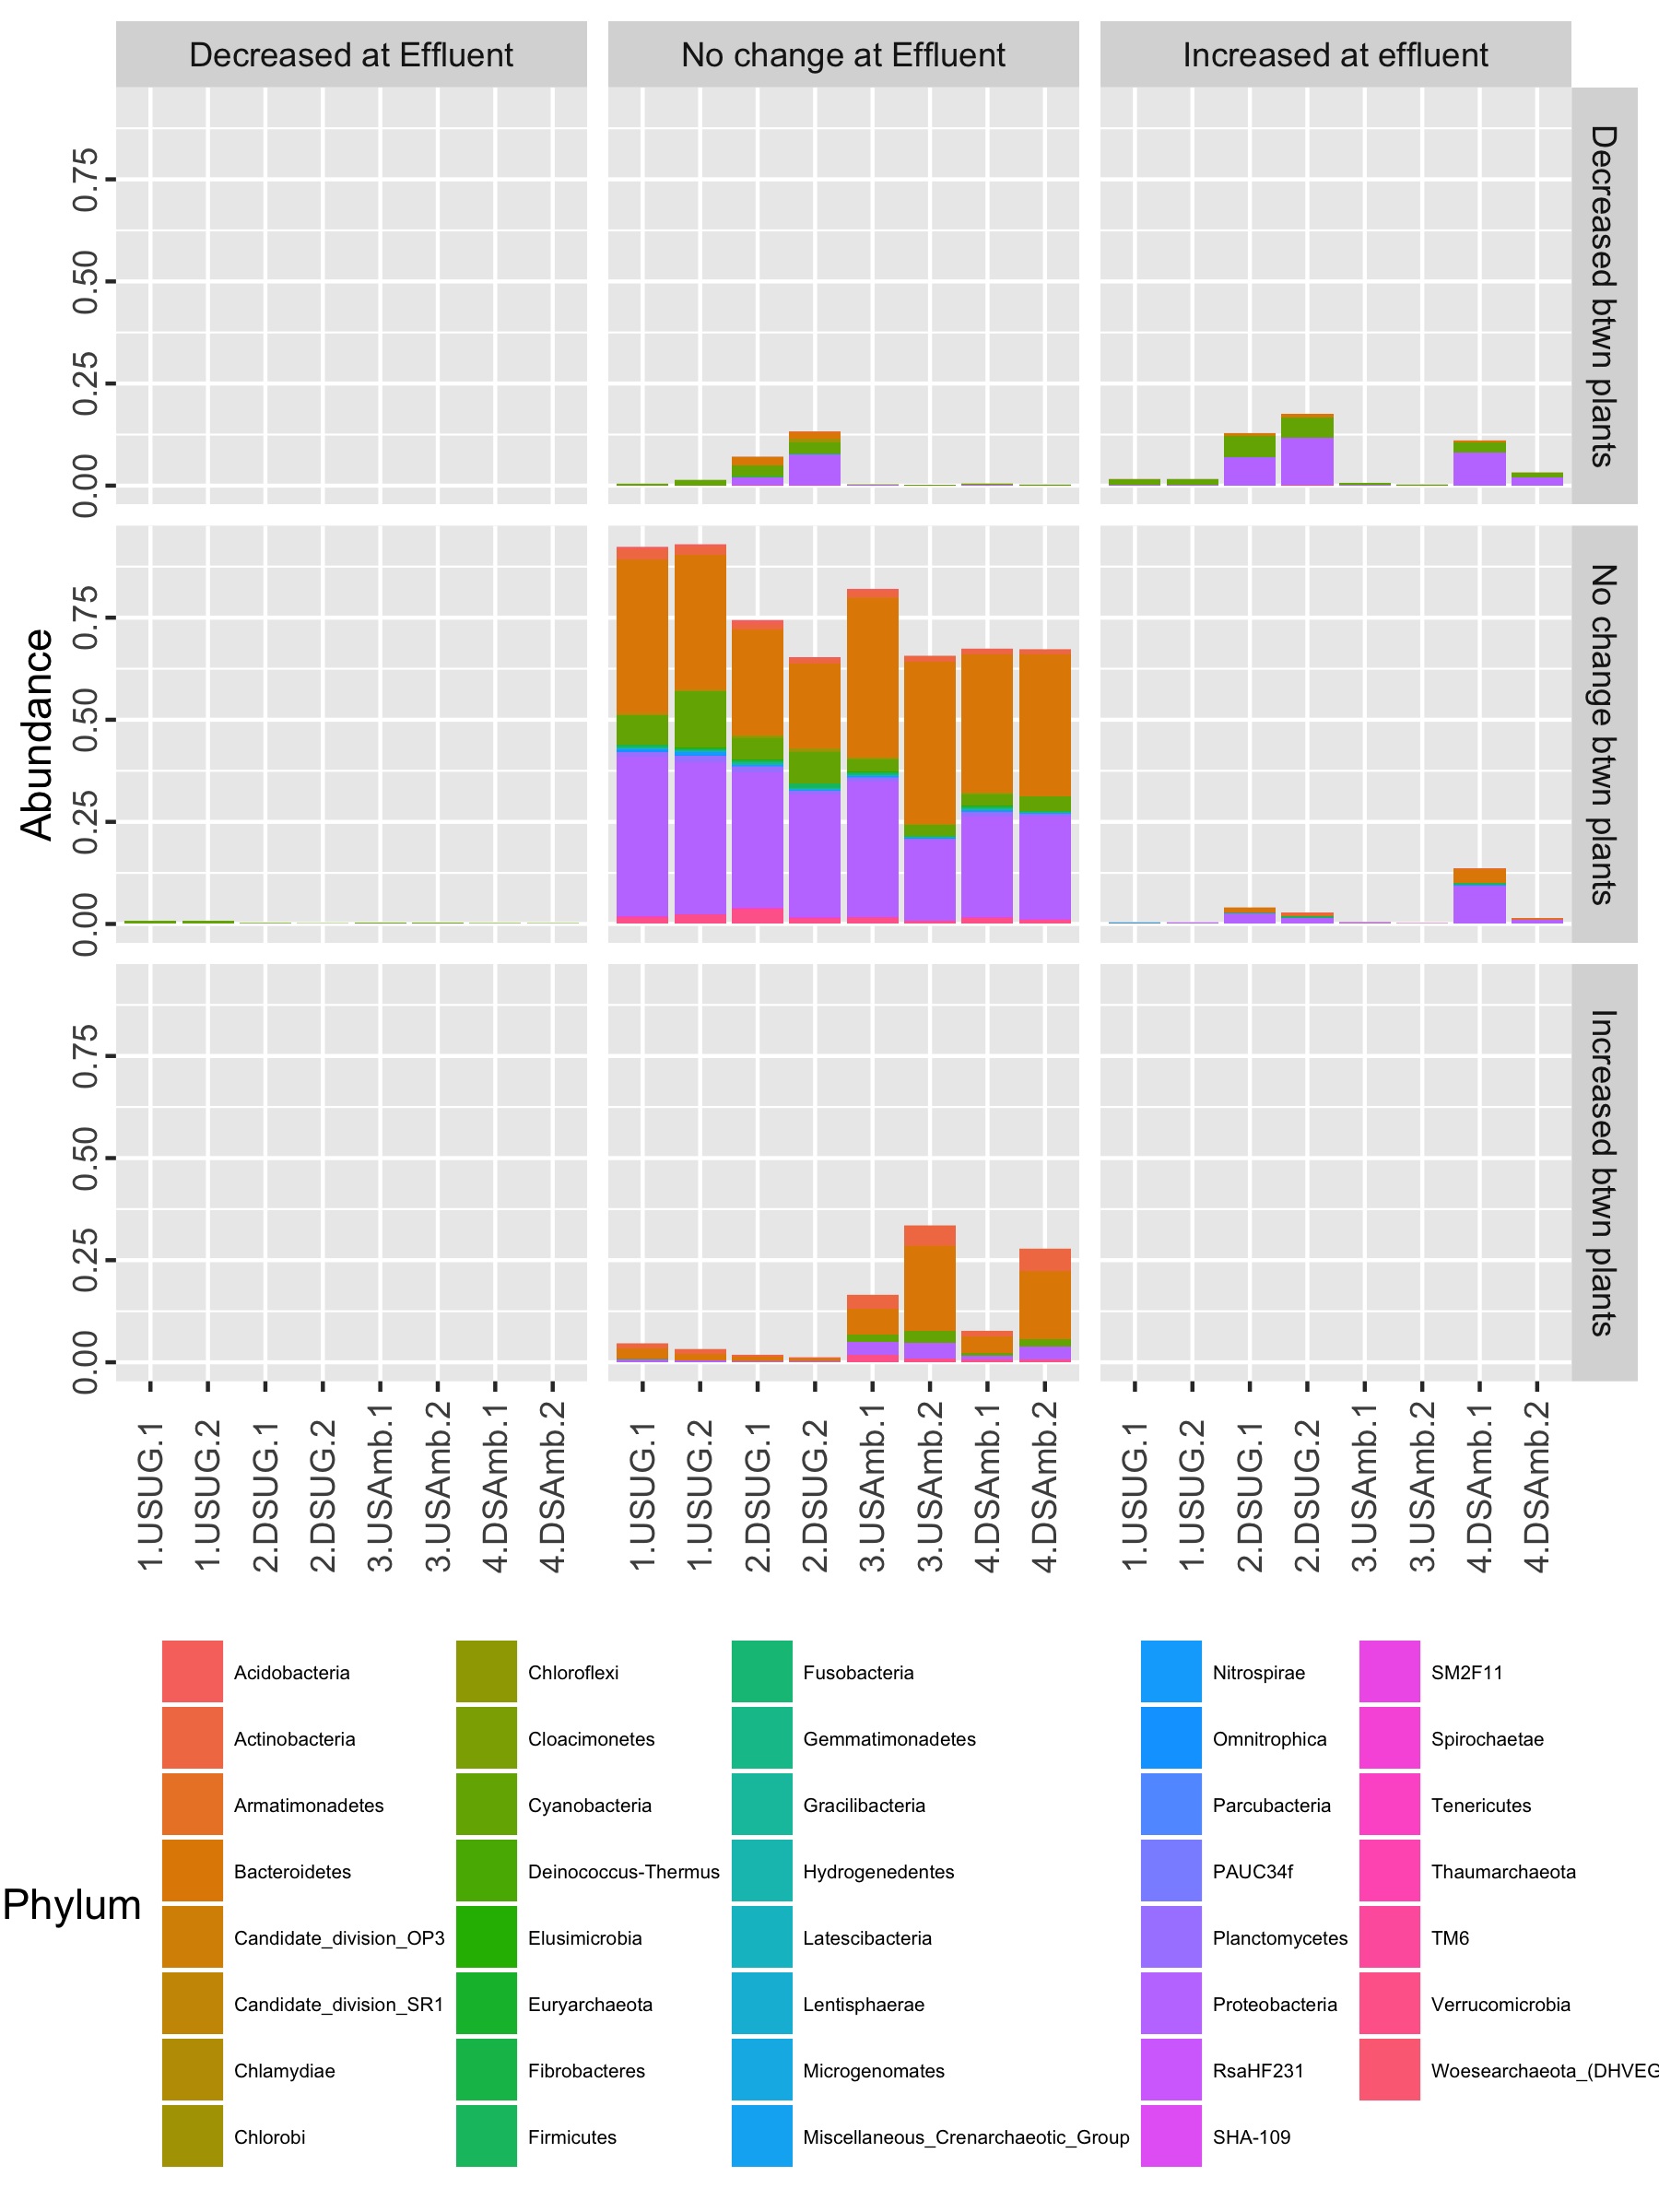 Decreased at Effluent
No change at Effluent
Increased at effluent
Decreased btwn plants
No change btwn plants
Increased btwn plants
Abundance
0.75
0.50
0.25
0.00
0.75
0.50
0.25
0.00
0.75
0.50
0.25
0.00
1.USUG.1
1.USUG.2
2.DSUG.1
2.DSUG.2
3.USAmb.1
3.USAmb.2
4.DSAmb.1
4.DSAmb.2
1.USUG.1
1.USUG.2
2.DSUG.1
2.DSUG.2
3.USAmb.1
3.USAmb.2
4.DSAmb.1
4.DSAmb.2
1.USUG.1
1.USUG.2
2.DSUG.1
2.DSUG.2
3.USAmb.1
3.USAmb.2
4.DSAmb.1
4.DSAmb.2
Phylum
Acidobacteria
Actinobacteria
Armatimonadetes
Bacteroidetes
Candidate_division_OP3
Candidate_division_SR1
Chlamydiae
Chlorobi
Chloroflexi
Cloacimonetes
Cyanobacteria
Deinococcus-Thermus
Elusimicrobia
Euryarchaeota
Fibrobacteres
Firmicutes
Fusobacteria
Gemmatimonadetes
Gracilibacteria
Hydrogenedentes
Latescibacteria
Lentisphaerae
Microgenomates
Miscellaneous_Crenarchaeotic_Group
Nitrospirae
Omnitrophica
Parcubacteria
PAUC34f
Planctomycetes
Proteobacteria
RsaHF231
SHA-109
SM2F11
Spirochaetae
Tenericutes
Thaumarchaeota
TM6
Verrucomicrobia
Woesearchaeota_(DHVEG